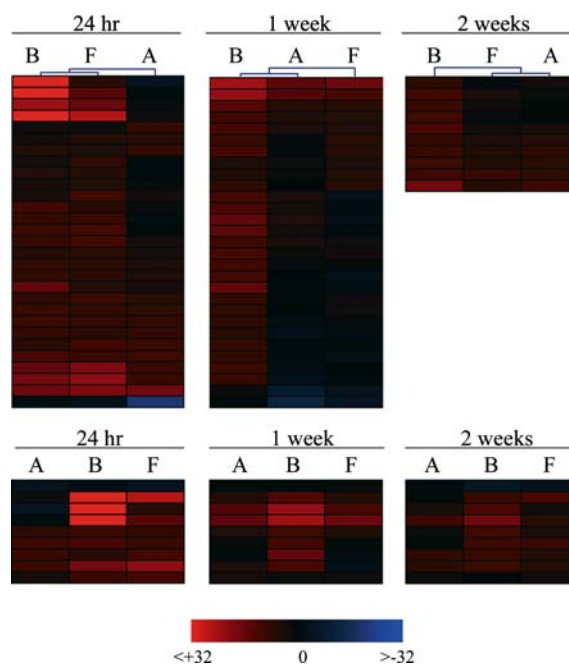 24 hr 1 week 2 weeks
B F A B A F B F A
24 hr 1 week 2 weeks
A B F A B F A B F
<+32 0 >-32